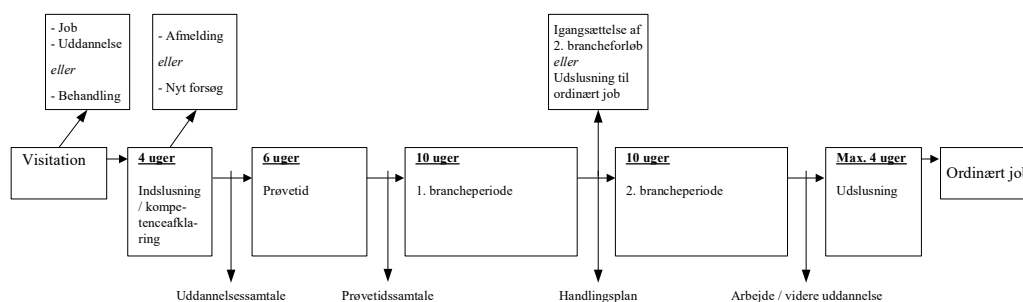 - Job
- Uddannelse
eller
- Behandling
- Afmelding
eller
- Nyt forsøg
Igangsættelse af
2. brancheforløb
eller
Udslusning til
ordinært job
Visitation
4 uger
Indslusning
/ kompe-
tenceafkla-
ring
6 uger
Prøvetid
10 uger
1. brancheperiode
10 uger
2. brancheperiode
Max. 4 uger
Udslusning
Ordinært job
Uddannelsessamtale
Prøvetidssamtale
Handlingsplan
Arbejde / videre uddannelse